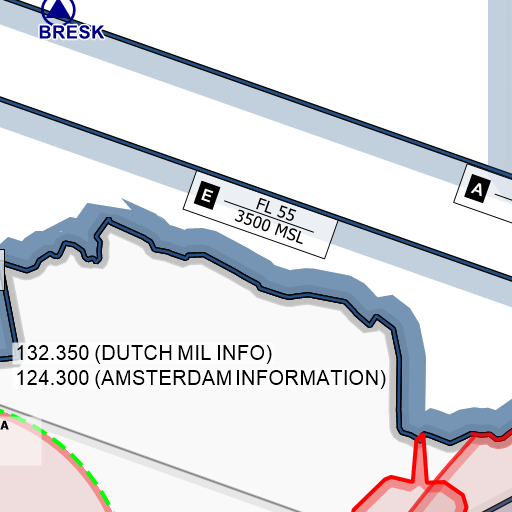 BRESK
A
E
FL 55
3500 MSL
132.350 (DUTCH MIL INFO)
124.300 (AMSTERDAM INFORMATION)
A